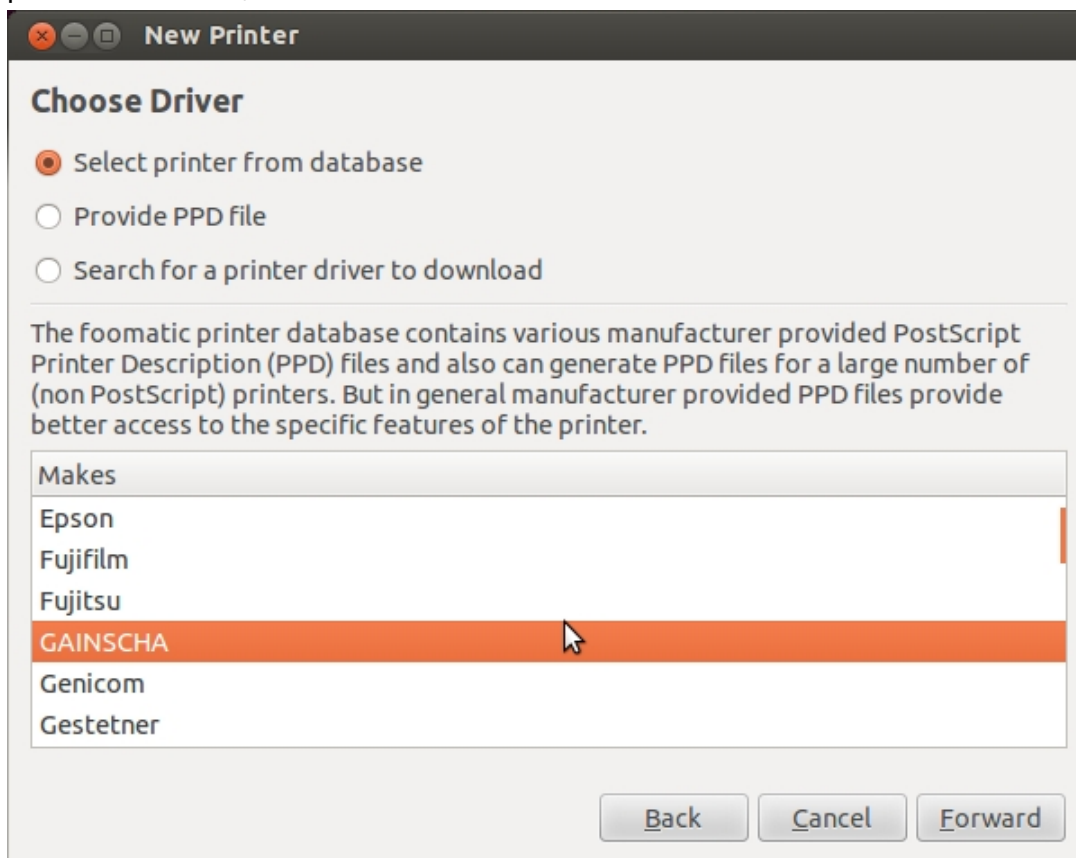 New Printer
Choose Driver
Select printer from database
Provide PPD file
Search for a printer driver to download
The foomatic printer database contains various manufacturer provided PostScript
Printer Description (PPD) files and also can generate PPD files for a large number of
(non PostScript) printers. But in general manufacturer provided PPD files provide
better access to the specific features of the printer.
Makes
Epson
Fujifilm
Fujitsu
GAINSCHA
Genicom
Gestetner
Back Cancel Forward